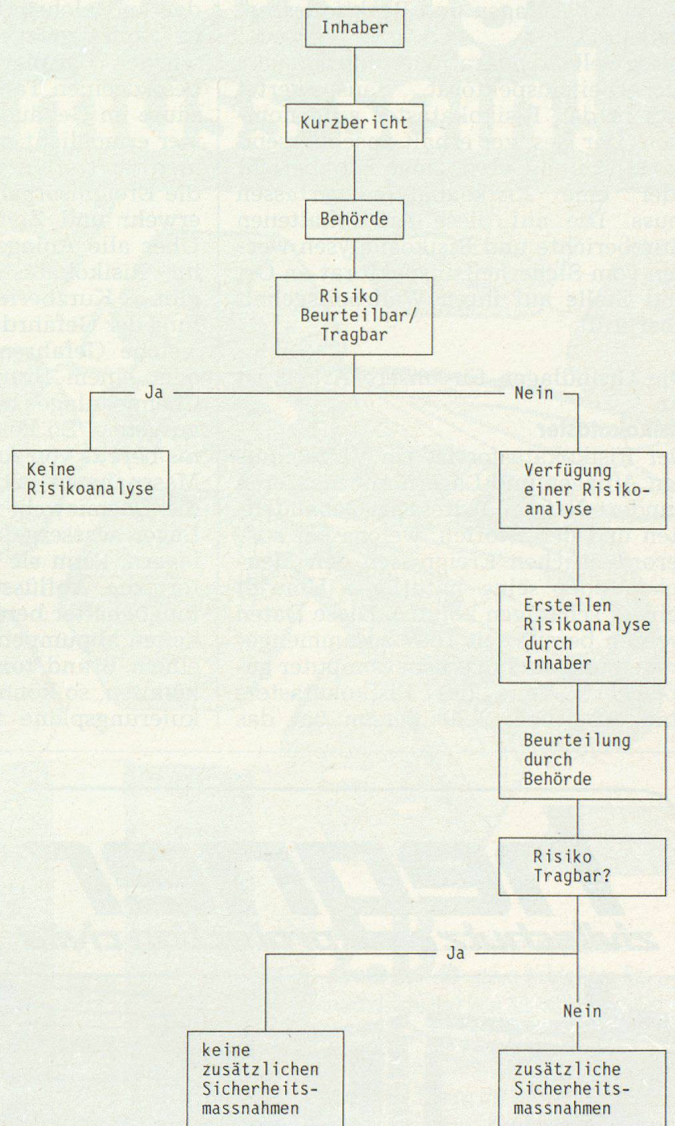 Inhaber
Kurzbericht
Behörde
Risiko
Beurteilbar/
Tragbar
Ja
Nein
Keine
Risikoanalyse
Verfügung
einer Risiko-
analyse
Erstellen
Risikoanalyse
durch
Inhaber
Beurteilung
durch
Behörde
Risiko
Tragbar?
Ja
Nein
keine
zusätzlichen
Sicherheits-
massnahmen
zusätzliche
Sicherheits-
massnahmen